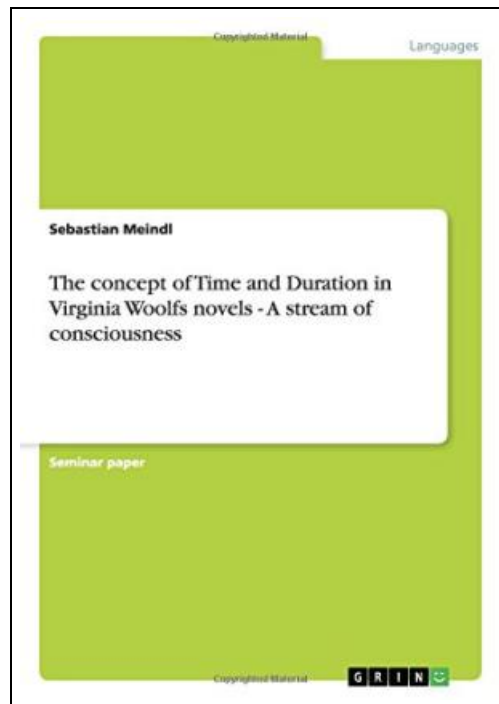 Copyrighted Material
Languages
Sebastian Meindl
The concept of Time and Duration in
Virginia Woolfs novels - A stream of
consciousness
Seminar paper
Copyrighted Material
GRIN